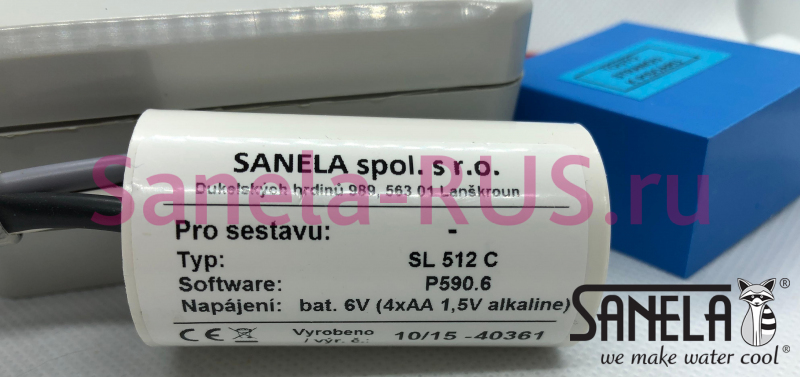 SANELA spol. s r.o.
Dukelských hrdinů 989, 563 01 Lanškroun
Sanela-RUS.ru
Pro sestavu: -
Typ: SL 512 C
Software: P590.6
Napájení: bat. 6V (4xAA 1,5V alkaline)
CE Vyrobeno / výr. č.: 10/15 -40361
SANELA®
we make water cool®